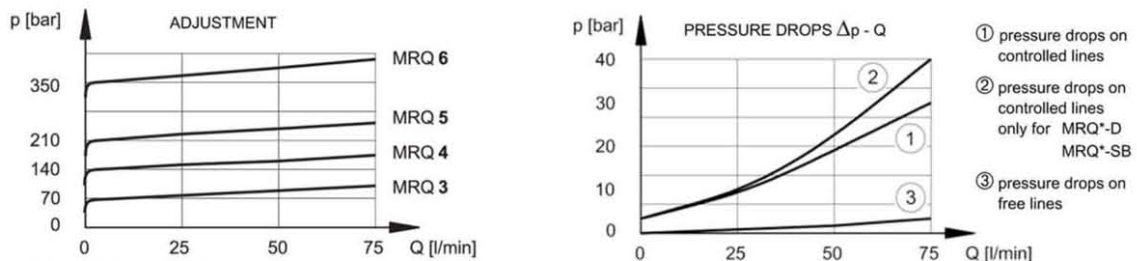 p [bar]
ADJUSTMENT
350
210
140
70
0
0
25
50
75
Q [l/min]
MRQ 6
MRQ 5
MRQ 4
MRQ 3
p [bar]
PRESSURE DROPS Δp - Q
40
30
20
10
0
0
25
50
75
Q [l/min]
2
1
3
① pressure drops on
controlled lines
② pressure drops on
controlled lines
only for MRQ*-D
MRQ*-SB
③ pressure drops on
free lines